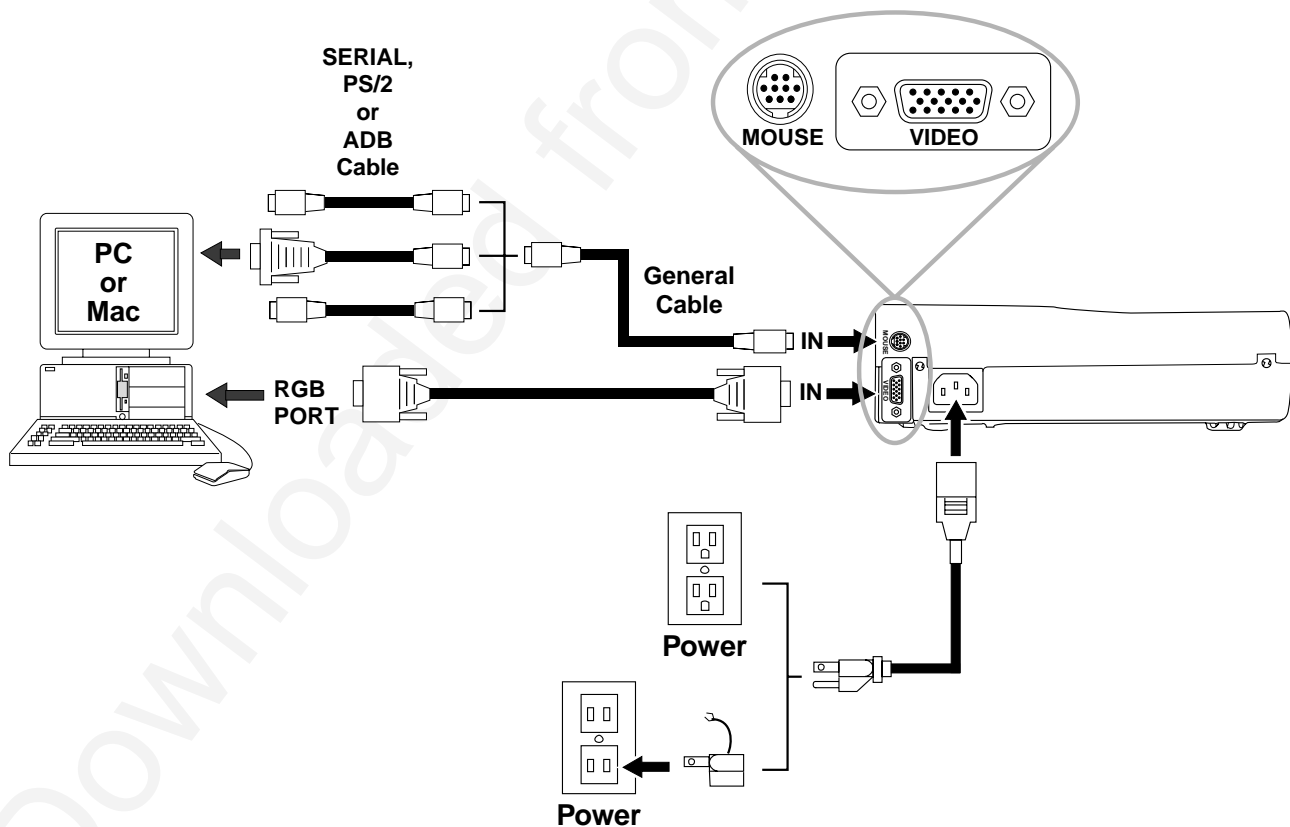 SERIAL,
PS/2
or
ADB
Cable
MOUSE
VIDEO
PC
or
Mac
General
Cable
IN
MOUSE
RGB
PORT
IN
VIDEO
Power
Power
Downloaded from